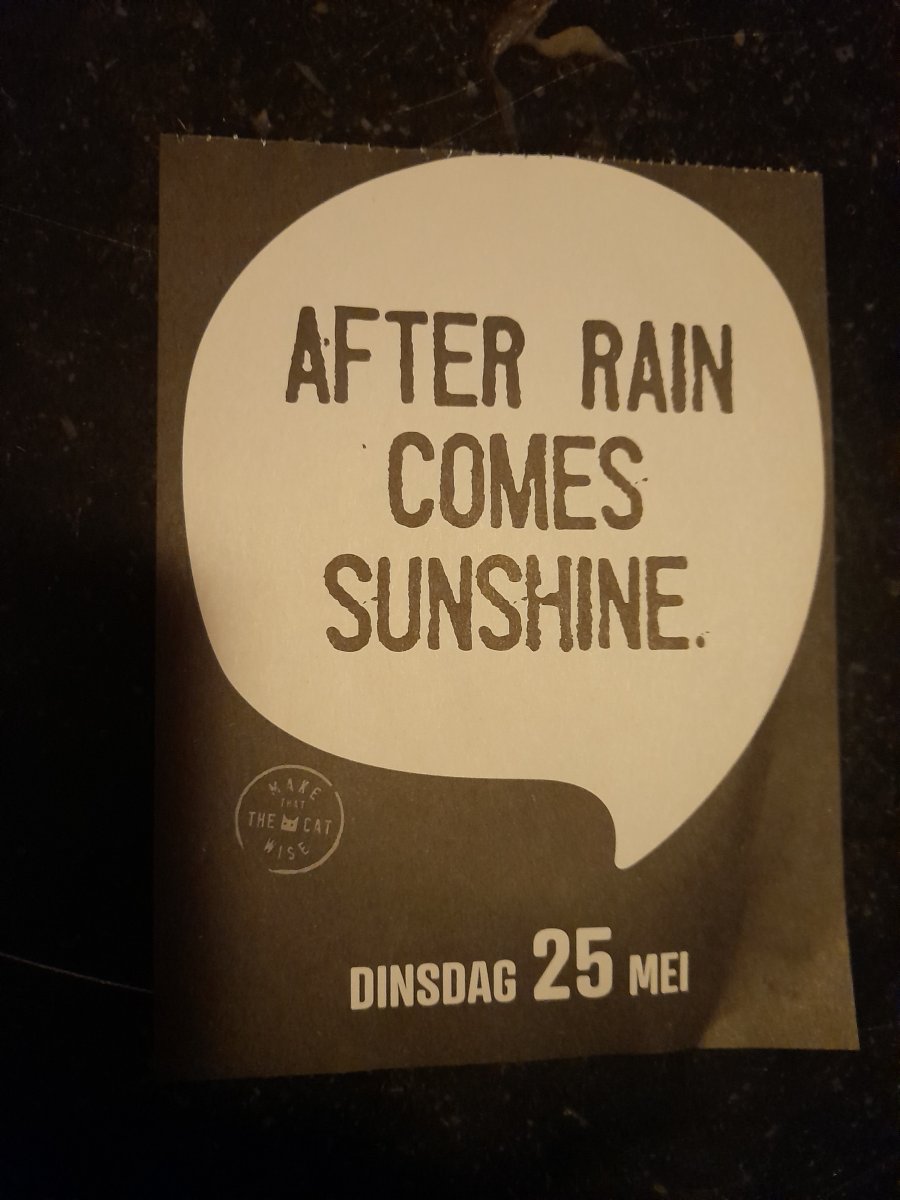 AFTER RAIN
COMES
SUNSHINE.
MAKE
THAT
THE CAT
WISE
DINSDAG 25 MEI